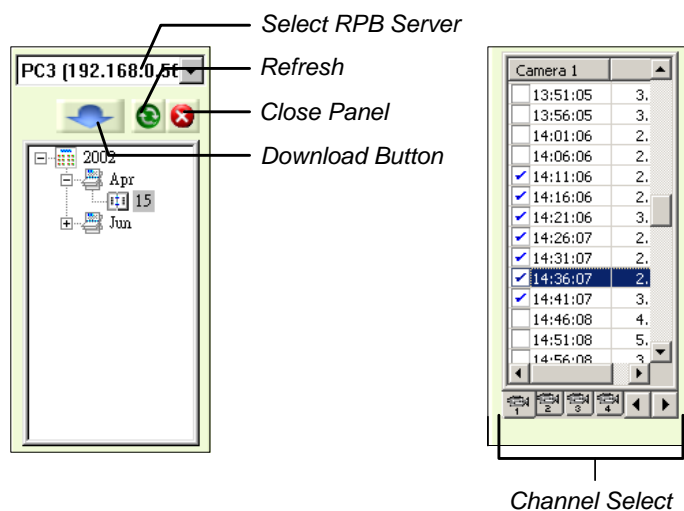 Select RPB Server
PC3 (192.168.0.5
Refresh
Close Panel
Download Button
2002
Apr
15
Jun
Camera 1
13:51:05 3.
13:56:05 3.
14:01:06 2.
14:06:06 2.
14:11:06 2.
14:16:06 2.
14:21:06 3.
14:26:07 2.
14:31:07 2.
14:36:07 2.
14:41:07 3.
14:46:08 4.
14:51:08 5.
14:56:08 3
1 2 3 4
Channel Select